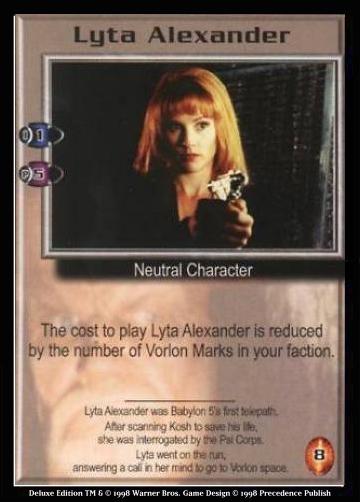 Lyta Alexander
D 1
P 5
Neutral Character
The cost to play Lyta Alexander is reduced
by the number of Vorlon Marks in your faction.
Lyta Alexander was Babylon 5's first telepath.
After scanning Kosh to save his life,
she was interrogated by the Psi Corps.
Lyta went on the run,
answering a call in her mind to go to Vorlon space.
8
Deluxe Edition TM & © 1998 Warner Bros. Game Design © 1998 Precedence Publish